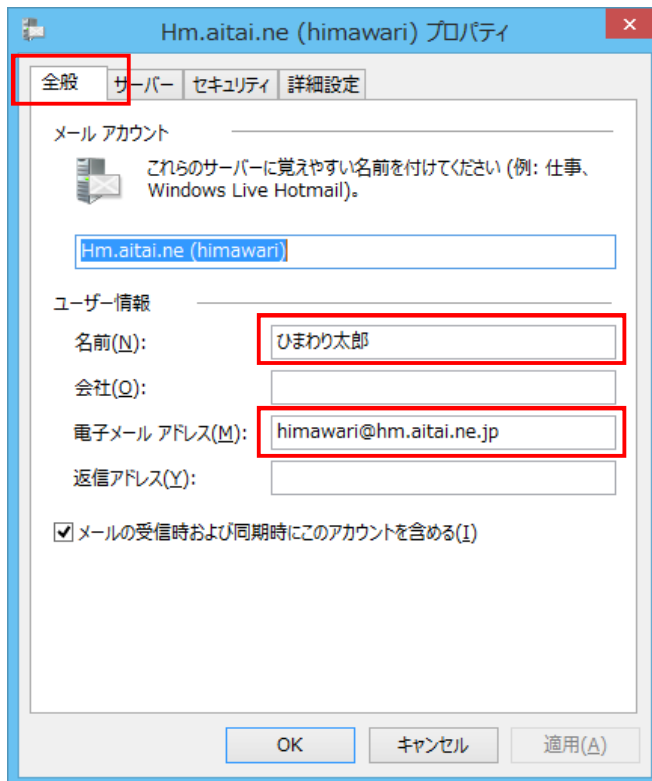 Hm.aitai.ne (himawari) プロパティ
全般 サーバー セキュリティ 詳細設定
メール アカウント
これらのサーバーに覚えやすい名前を付けてください (例: 仕事、
Windows Live Hotmail)。
Hm.aitai.ne (himawari)
ユーザー情報
名前(N): ひまわり太郎
会社(O):
電子メール アドレス(M): himawari@hm.aitai.ne.jp
返信アドレス(Y):
メールの受信時および同期時にこのアカウントを含める(I)
OK キャンセル 適用(A)